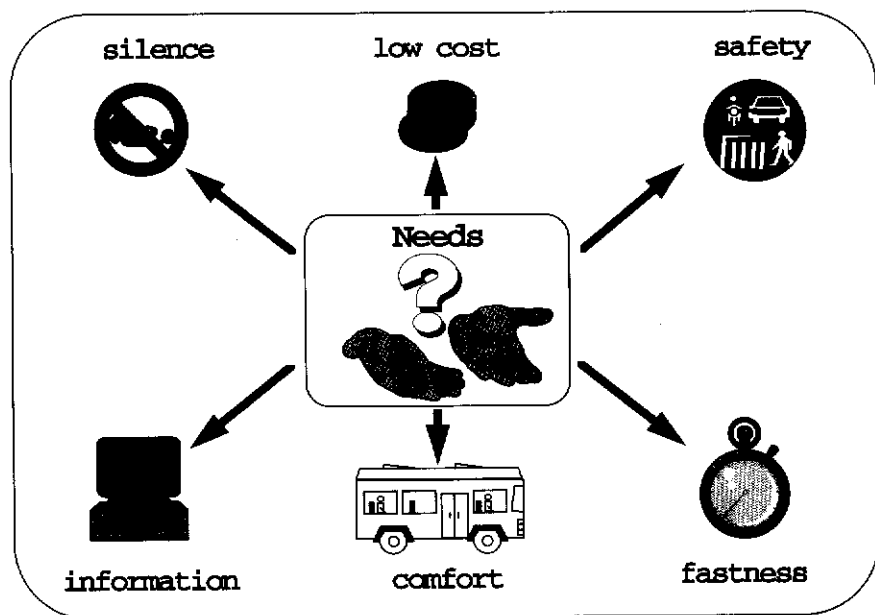 silence
low cost
safety
Needs
?
information
comfort
fastness